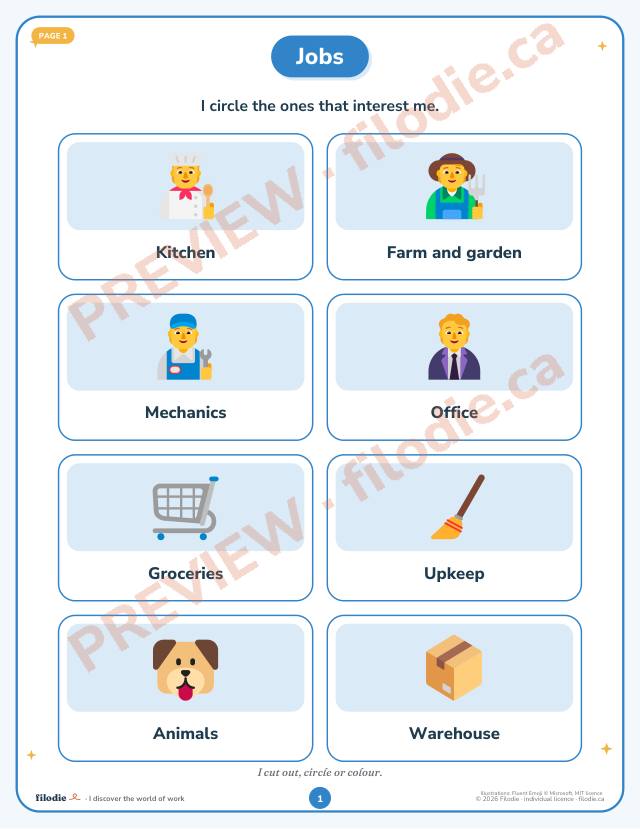 PAGE 1
Jobs
I circle the ones that interest me.
Kitchen
Farm and garden
Mechanics
Office
Groceries
Upkeep
Animals
Warehouse
PREVIEW · filodie.ca
PREVIEW · filodie.ca
I cut out, circle or colour.
filodie · I discover the world of work
1
Illustrations: Fluent Emoji © Microsoft, MIT licence
© 2026 Filodie · Individual licence · filodie.ca